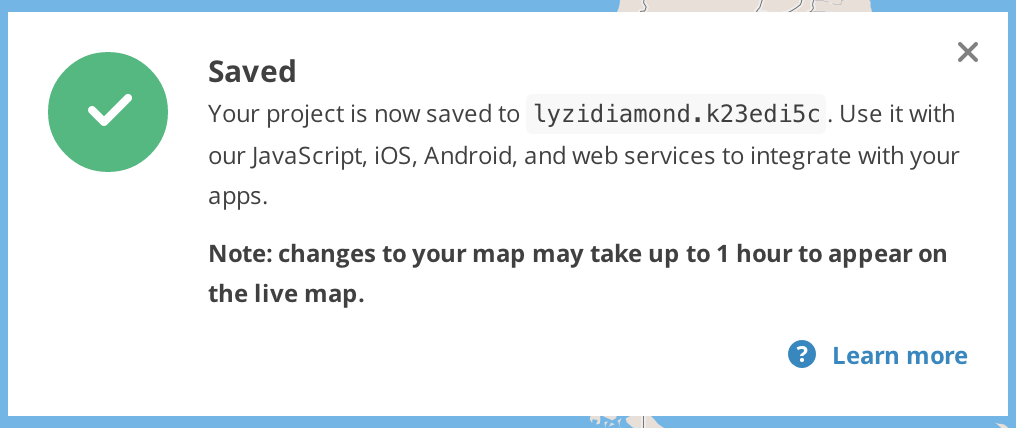 Saved
Your project is now saved to lyzidiamond.k23edi5c. Use it with
our JavaScript, iOS, Android, and web services to integrate with your
apps.
Note: changes to your map may take up to 1 hour to appear on
the live map.
? Learn more